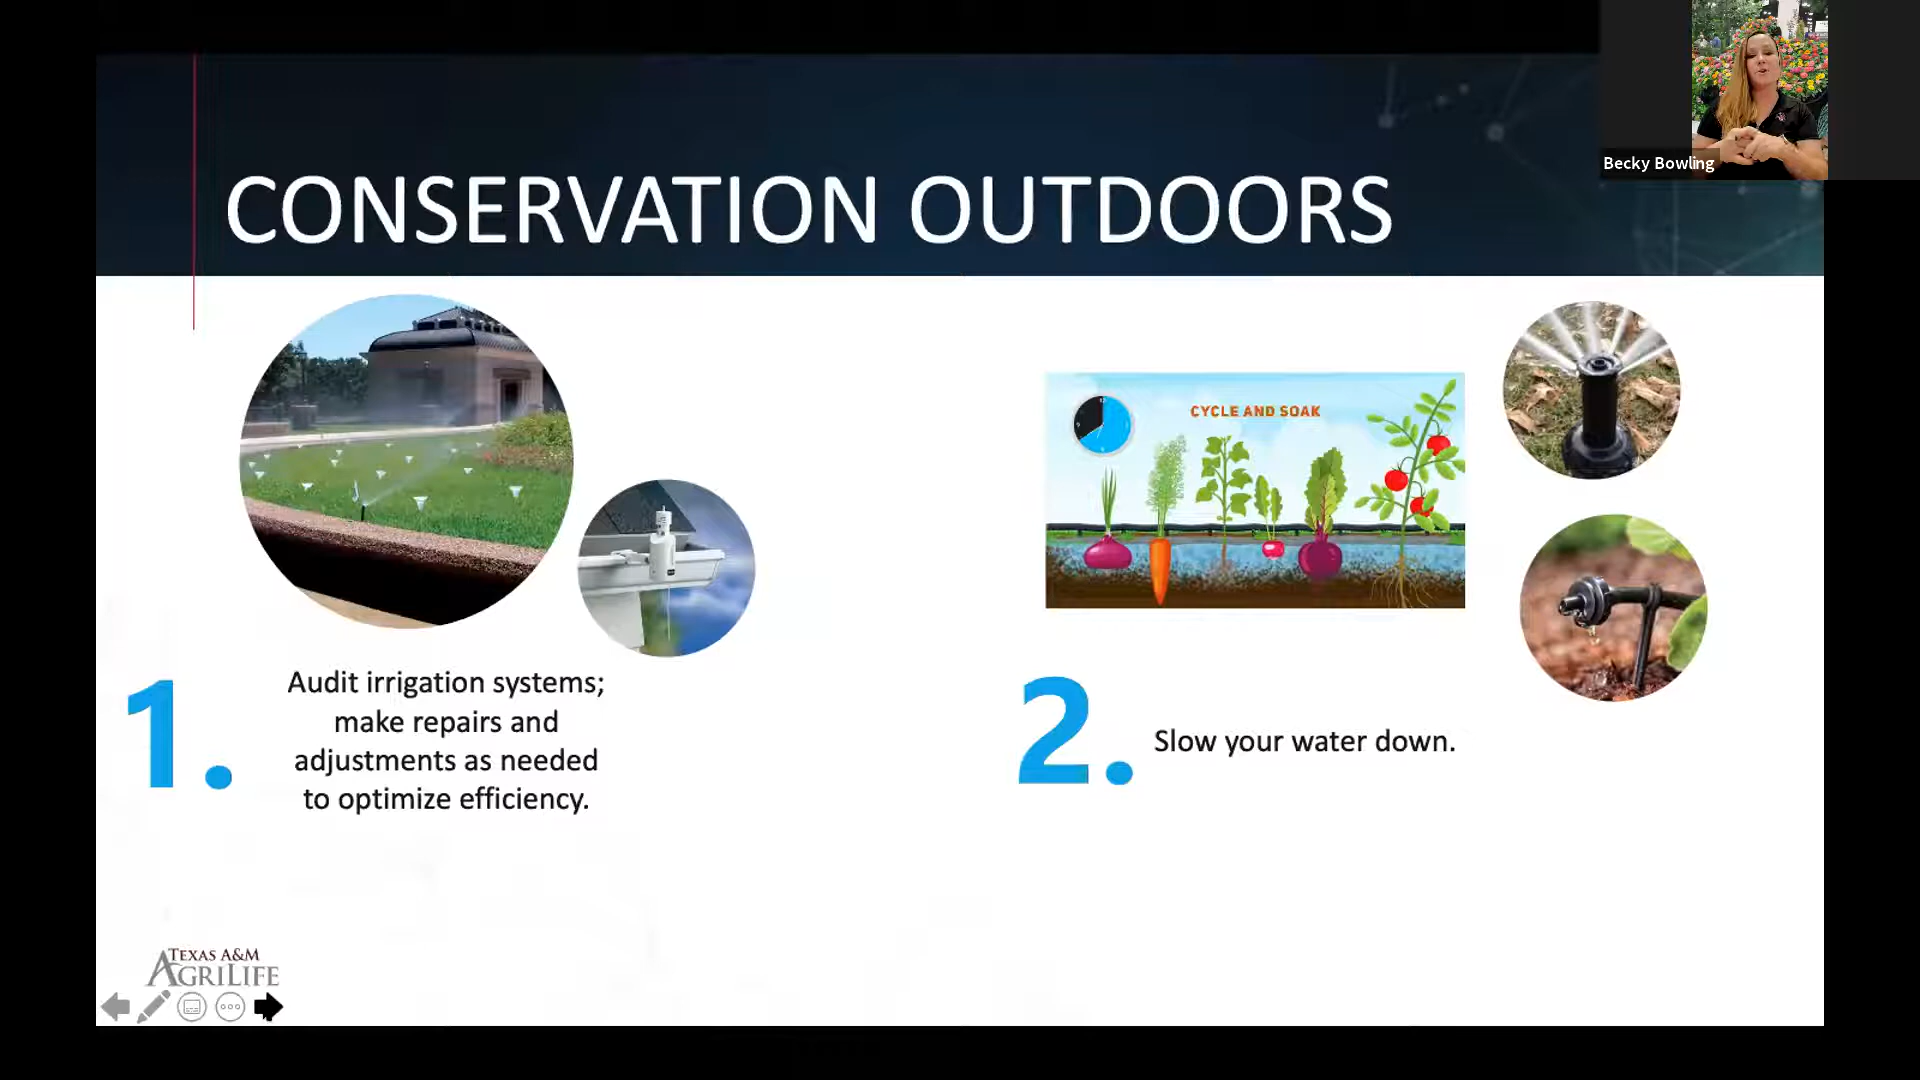 Becky Bowling
CONSERVATION OUTDOORS
CYCLE AND SOAK
1.
Audit irrigation systems;
make repairs and
adjustments as needed
to optimize efficiency.
2.
Slow your water down.
TEXAS A&M
AGRILIFE